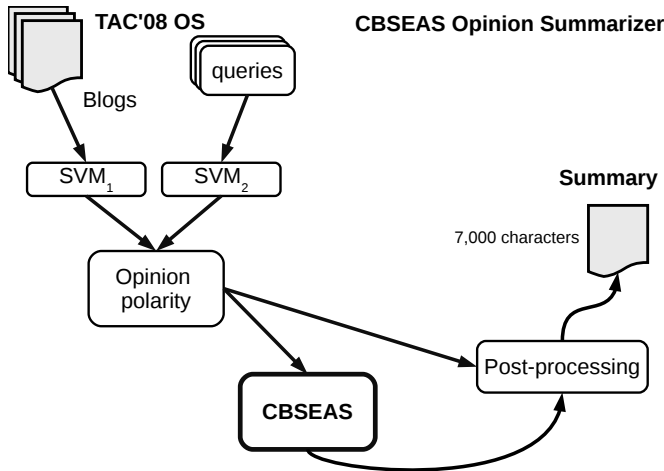 TAC'08 OS
CBSEAS Opinion Summarizer
queries
Blogs
SVM1
SVM2
Summary
7,000 characters
Opinion
polarity
Post-processing
CBSEAS